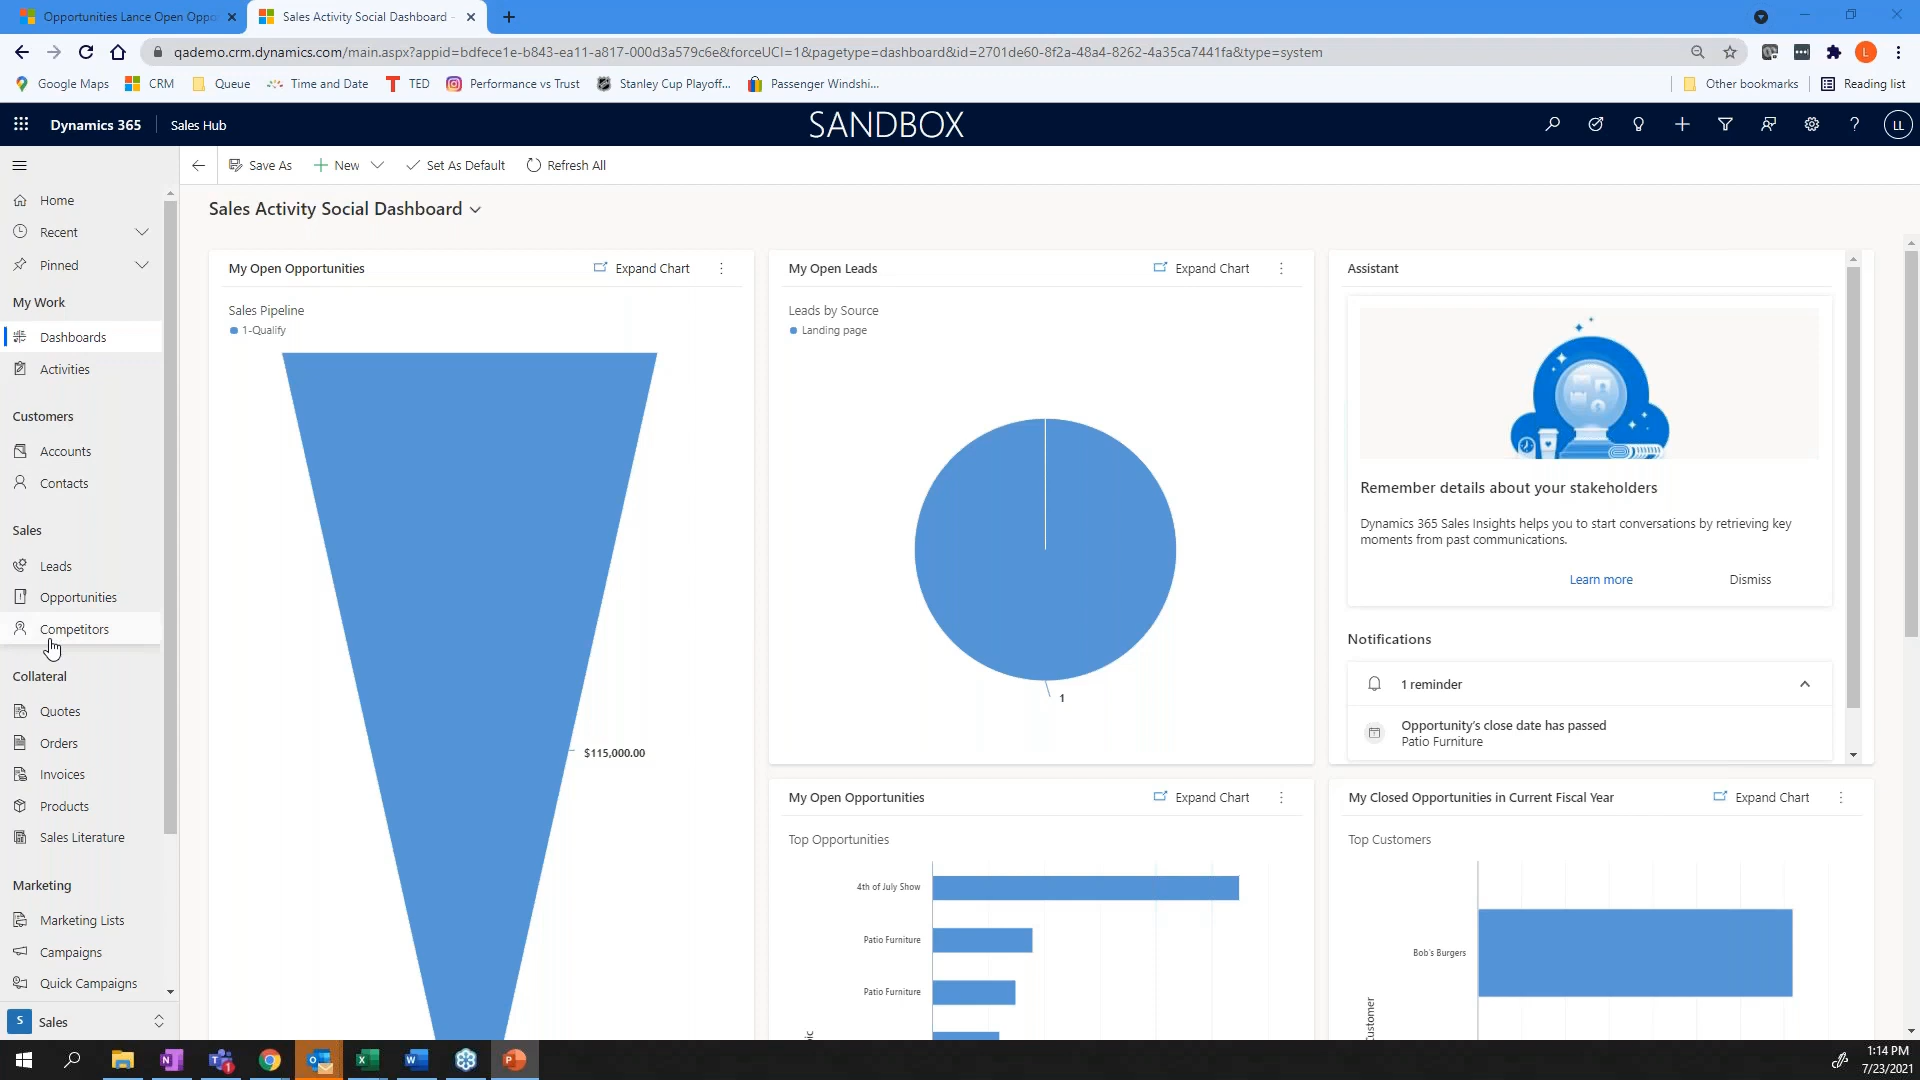 Opportunities Lance Open Oppo
Sales Activity Social Dashboard -
qademo.crm.dynamics.com/main.aspx?appid=bdfece1e-b843-ea11-a817-000d3a579c6e&forceUCI=1&pagetype=dashboard&id=2701de60-8f2a-48a4-8262-4a35ca7441fa&type=system
L
Google Maps
CRM
Queue
Time and Date
TED
Performance vs Trust
Stanley Cup Playoff...
Passenger Windshi...
Other bookmarks
Reading list
Dynamics 365
Sales Hub
SANDBOX
LL
Save As
New
Set As Default
Refresh All
Home
Recent
Pinned
My Work
Dashboards
Activities
Customers
Accounts
Contacts
Sales
Leads
Opportunities
Competitors
Collateral
Quotes
Orders
Invoices
Products
Sales Literature
Marketing
Marketing Lists
Campaigns
Quick Campaigns
S
Sales
Sales Activity Social Dashboard
My Open Opportunities
Expand Chart
Sales Pipeline
1-Qualify
$115,000.00
My Open Leads
Expand Chart
Leads by Source
Landing page
1
Assistant
Remember details about your stakeholders
Dynamics 365 Sales Insights helps you to start conversations by retrieving key
moments from past communications.
Learn more
Dismiss
Notifications
1 reminder
Opportunity's close date has passed
Patio Furniture
My Open Opportunities
Expand Chart
Top Opportunities
4th of July Show
Patio Furniture
Patio Furniture
My Closed Opportunities in Current Fiscal Year
Expand Chart
Top Customers
Bob's Burgers
Customer
1:14 PM
7/23/2021